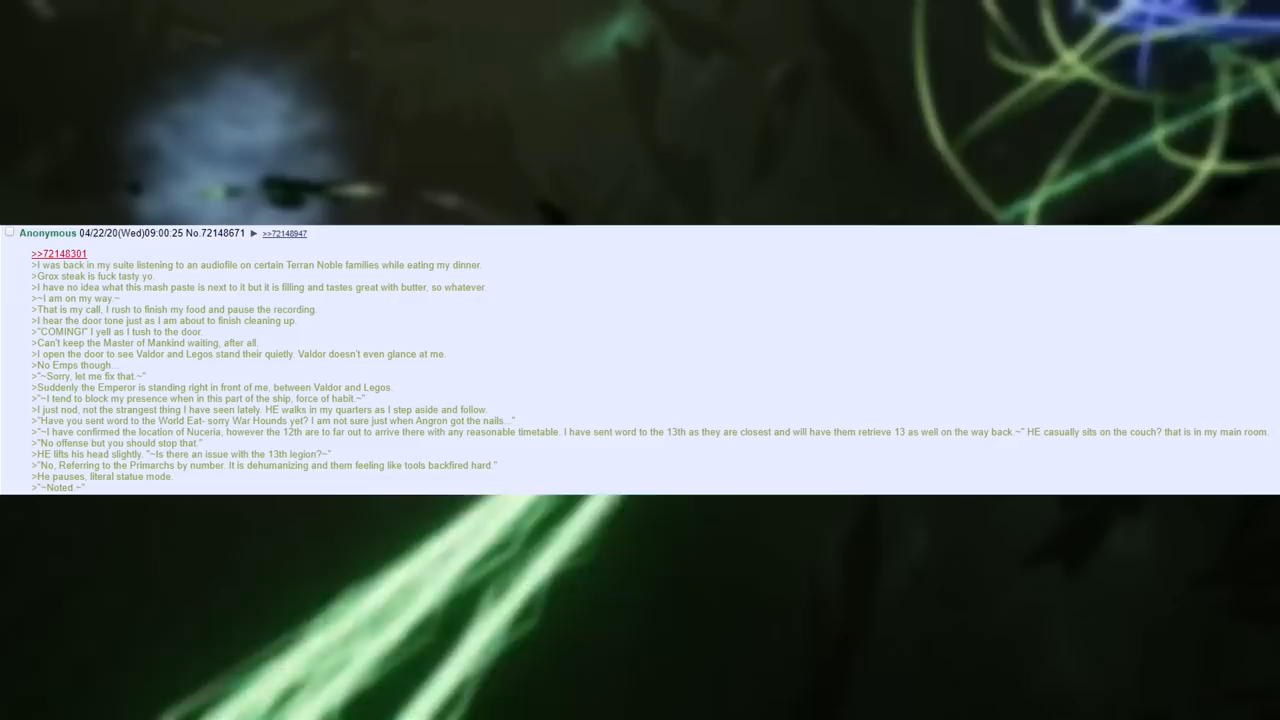 Anonymous 04/22/20(Wed)09:00:25 No.72148671 ▶ >>72148947
>>72148301
>I was back in my suite listening to an audiofile on certain Terran Noble families while eating my dinner.
>Grox steak is fuck tasty yo.
>I have no idea what this mash paste is next to it but it is filling and tastes great with butter, so whatever.
>~I am on my way.~
>That is my call, I rush to finish my food and pause the recording.
>I hear the door tone just as I am about to finish cleaning up.
>"COMING!" I yell as I tush to the door.
>Can't keep the Master of Mankind waiting, after all.
>I open the door to see Valdor and Legos stand their quietly. Valdor doesn't even glance at me.
>No Emps though...
>"~Sorry, let me fix that.~"
>Suddenly the Emperor is standing right in front of me, between Valdor and Legos.
>"~I tend to block my presence when in this part of the ship, force of habit.~"
>I just nod, not the strangest thing I have seen lately. HE walks in my quarters as I step aside and follow.
>"Have you sent word to the World Eat- sorry War Hounds yet? I am not sure just when Angron got the nails..."
>"~I have confirmed the location of Nuceria, however the 12th are to far out to arrive there with any reasonable timetable. I have sent word to the 13th as they are closest and will have them retrieve 13 as well on the way back.~" HE casually sits on the couch? that is in my main room.
>"No offense but you should stop that."
>HE lifts his head slightly. "~Is there an issue with the 13th legion?~"
>"No, Referring to the Primarchs by number. It is dehumanizing and them feeling like tools backfired hard."
>He pauses, literal statue mode.
>"~Noted.~"